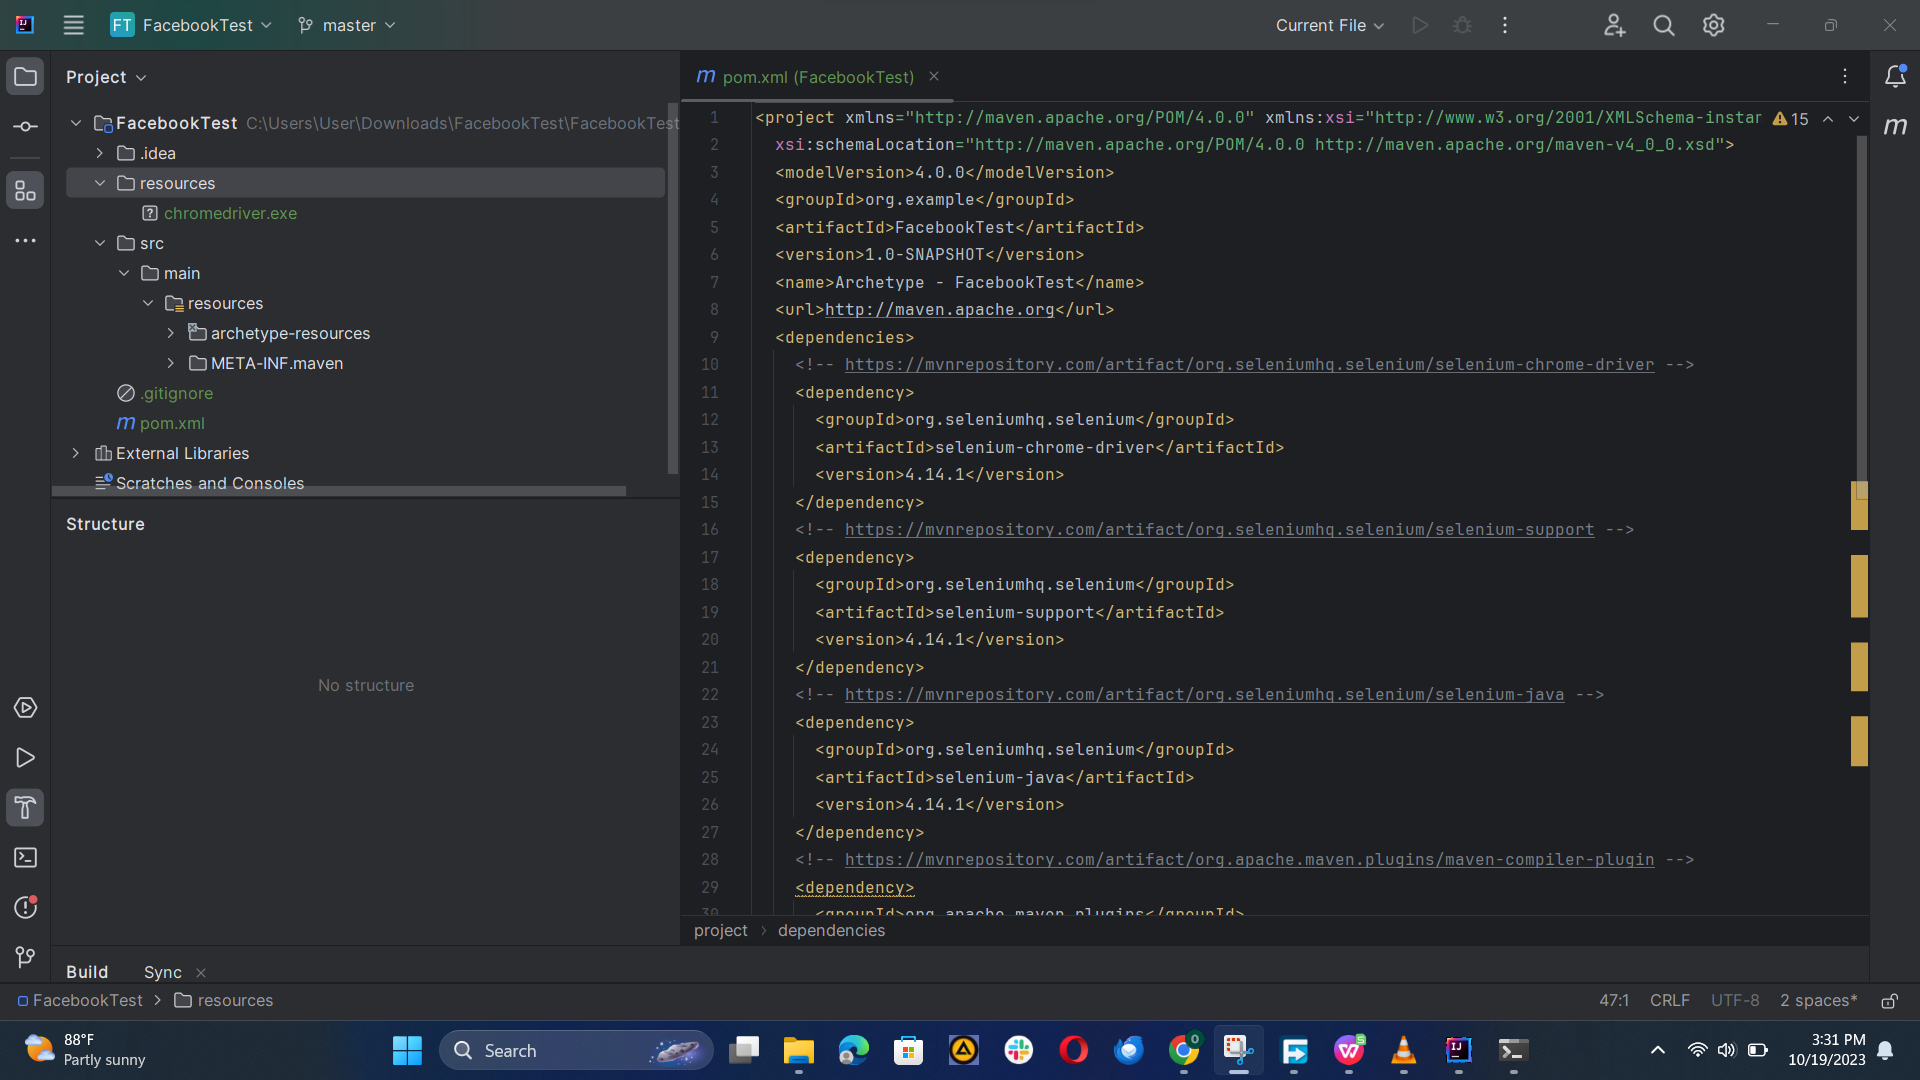 FT FacebookTest master Current File
Project
FacebookTest C:\Users\User\Downloads\FacebookTest\FacebookTest
.idea
resources
chromedriver.exe
src
main
resources
archetype-resources
META-INF.maven
.gitignore
m pom.xml
External Libraries
Scratches and Consoles
Structure
No structure
m pom.xml (FacebookTest)
15
1 <project xmlns="http://maven.apache.org/POM/4.0.0" xmlns:xsi="http://www.w3.org/2001/XMLSchema-instan
2 xsi:schemaLocation="http://maven.apache.org/POM/4.0.0 http://maven.apache.org/maven-v4_0_0.xsd">
3 <modelVersion>4.0.0</modelVersion>
4 <groupId>org.example</groupId>
5 <artifactId>FacebookTest</artifactId>
6 <version>1.0-SNAPSHOT</version>
7 <name>Archetype - FacebookTest</name>
8 <url>http://maven.apache.org</url>
9 <dependencies>
10 <!-- https://mvnrepository.com/artifact/org.seleniumhq.selenium/selenium-chrome-driver -->
11 <dependency>
12 <groupId>org.seleniumhq.selenium</groupId>
13 <artifactId>selenium-chrome-driver</artifactId>
14 <version>4.14.1</version>
15 </dependency>
16 <!-- https://mvnrepository.com/artifact/org.seleniumhq.selenium/selenium-support -->
17 <dependency>
18 <groupId>org.seleniumhq.selenium</groupId>
19 <artifactId>selenium-support</artifactId>
20 <version>4.14.1</version>
21 </dependency>
22 <!-- https://mvnrepository.com/artifact/org.seleniumhq.selenium/selenium-java -->
23 <dependency>
24 <groupId>org.seleniumhq.selenium</groupId>
25 <artifactId>selenium-java</artifactId>
26 <version>4.14.1</version>
27 </dependency>
28 <!-- https://mvnrepository.com/artifact/org.apache.maven.plugins/maven-compiler-plugin -->
29 <dependency>
30 <groupId>org.apache.maven.plugins</groupId>
project > dependencies
m
Build Sync
FacebookTest > resources
47:1 CRLF UTF-8 2 spaces*
88°F
Partly sunny
Search
3:31 PM
10/19/2023